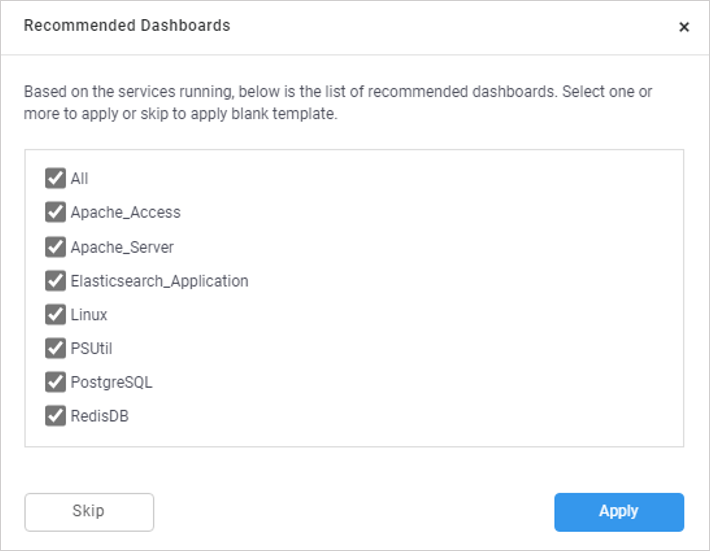 Recommended Dashboards
Based on the services running, below is the list of recommended dashboards. Select one or
more to apply or skip to apply blank template.
All
Apache_Access
Apache_Server
Elasticsearch_Application
Linux
PSUtil
PostgreSQL
RedisDB
Skip
Apply